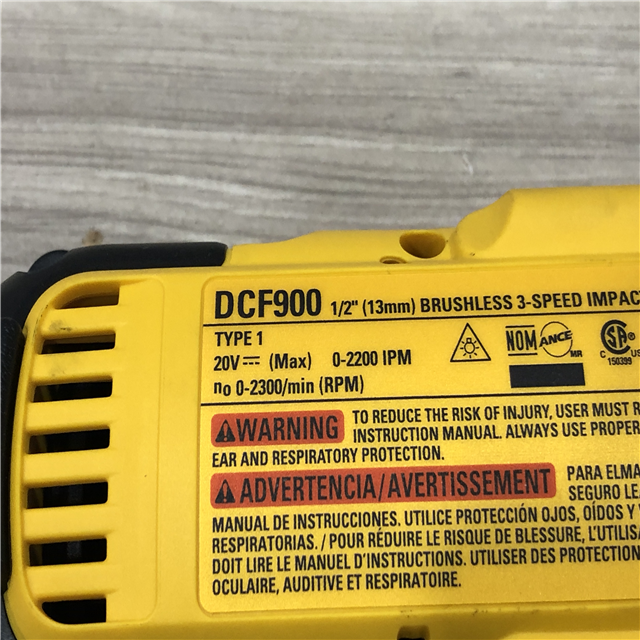 DCF900 1/2" (13mm) BRUSHLESS 3-SPEED IMPAC
TYPE 1
20V ⎓ (Max) 0-2200 IPM
no 0-2300/min (RPM)
NOM ANCE MR
SA
C US
150399
WARNING TO REDUCE THE RISK OF INJURY, USER MUST R
INSTRUCTION MANUAL. ALWAYS USE PROPER
EAR AND RESPIRATORY PROTECTION.
ADVERTENCIA/AVERTISSEMENT PARA ELMA
SEGURO LE
MANUAL DE INSTRUCCIONES. UTILICE PROTECCIÓN OJOS, OÍDOS Y V
RESPIRATORIAS. / POUR RÉDUIRE LE RISQUE DE BLESSURE, L'UTILISA
DOIT LIRE LE MANUEL D'INSTRUCTIONS. UTILISER DES PROTECTION
OCULAIRE, AUDITIVE ET RESPIRATOIRE.